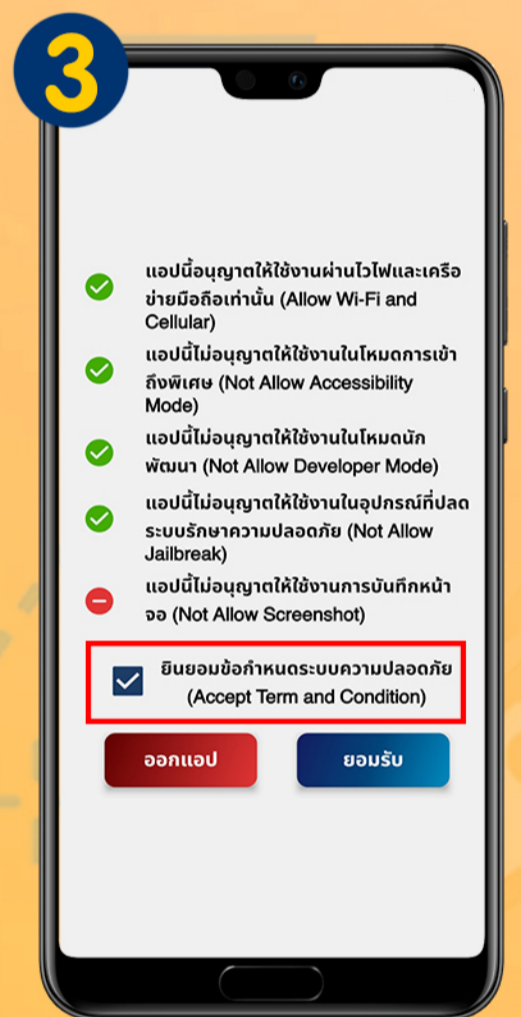 3
แอปนี้อนุญาตให้ใช้งานผ่านไวไฟและเครือ
ข่ายมือถือเท่านั้น (Allow Wi-Fi and
Cellular)
แอปนี้ไม่อนุญาตให้ใช้งานในโหมดการเข้า
ถึงพิเศษ (Not Allow Accessibility
Mode)
แอปนี้ไม่อนุญาตให้ใช้งานในโหมดนัก
พัฒนา (Not Allow Developer Mode)
แอปนี้ไม่อนุญาตให้ใช้งานในอุปกรณ์ที่ปลด
ระบบรักษาความปลอดภัย (Not Allow
Jailbreak)
แอปนี้ไม่อนุญาตให้ใช้งานการบันทึกหน้า
จอ (Not Allow Screenshot)
ยินยอมข้อกำหนดระบบความปลอดภัย
(Accept Term and Condition)
ออกแอป
ยอมรับ